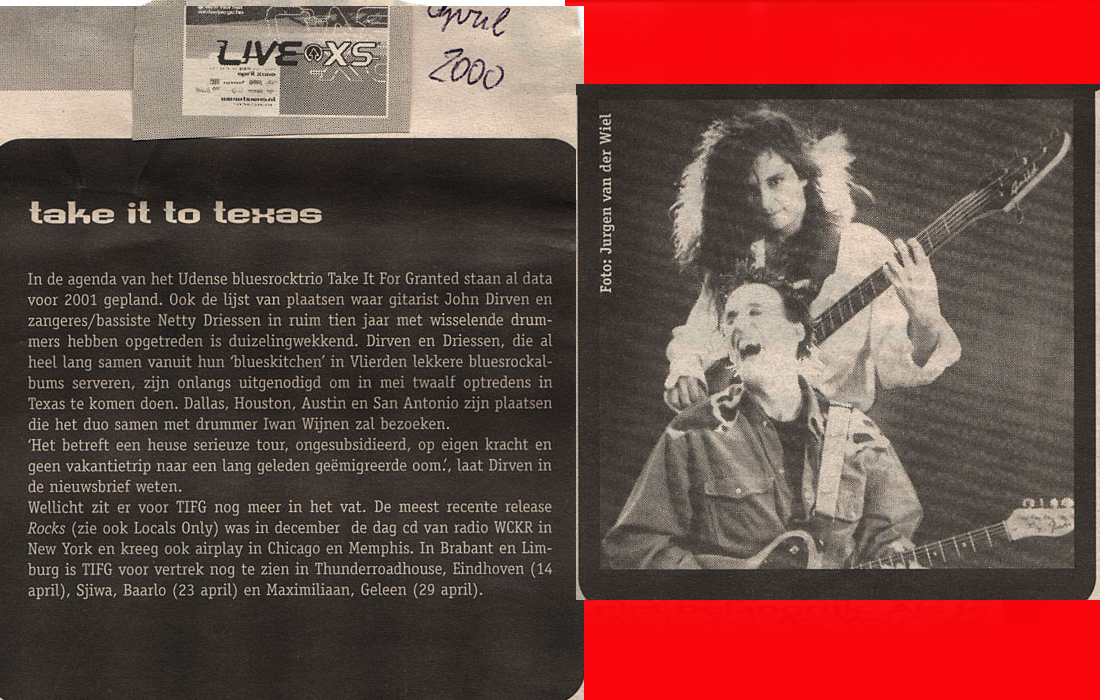 LIVE XS
april
2000
take it to texas
In de agenda van het Udense bluesrocktrio Take It For Granted staan al data
voor 2001 gepland. Ook de lijst van plaatsen waar gitarist John Dirven en
zangeres/bassiste Netty Driessen in ruim tien jaar met wisselende drum-
mers hebben opgetreden is duizelingwekkend. Dirven en Driessen, die al
heel lang samen vanuit hun 'blueskitchen' in Vlierden lekkere bluesrockal-
bums serveren, zijn onlangs uitgenodigd om in mei twaalf optredens in
Texas te komen doen. Dallas, Houston, Austin en San Antonio zijn plaatsen
die het duo samen met drummer Iwan Wijnen zal bezoeken.
'Het betreft een heuse serieuze tour, ongesubsidieerd, op eigen kracht en
geen vakantietrip naar een lang geleden geëmigreerde oom.', laat Dirven in
de nieuwsbrief weten.
Wellicht zit er voor TIFG nog meer in het vat. De meest recente release
Rocks (zie ook Locals Only) was in december de dag cd van radio WCKR in
New York en kreeg ook airplay in Chicago en Memphis. In Brabant en Lim-
burg is TIFG voor vertrek nog te zien in Thunderroadhouse, Eindhoven (14
april), Sjiwa, Baarlo (23 april) en Maximiliaan, Geleen (29 april).
Foto: Jurgen van der Wiel